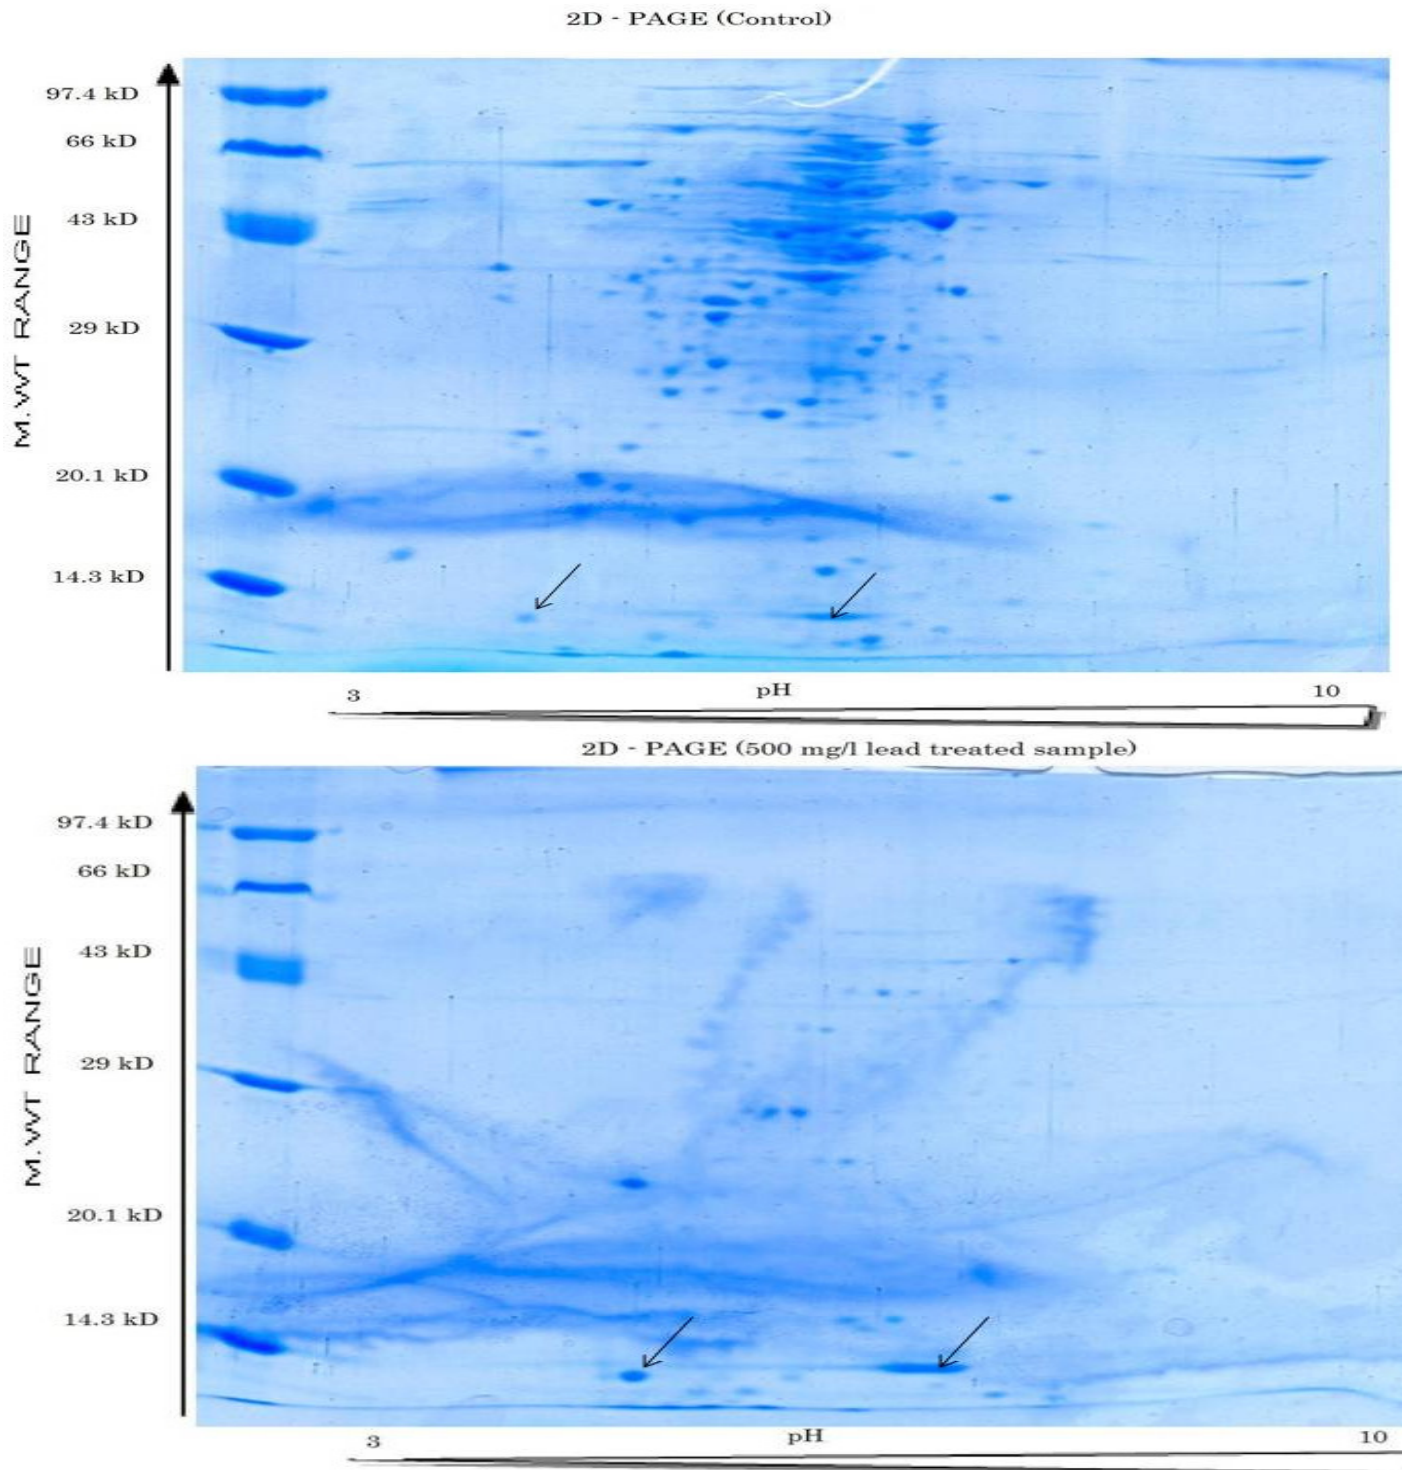 2D - PAGE (Control)
97.4 kD
66 kD
43 kD
29 kD
20.1 kD
14.3 kD
M.WT RANGE
3 pH 10
2D - PAGE (500 mg/l lead treated sample)
97.4 kD
66 kD
43 kD
29 kD
20.1 kD
14.3 kD
M.WT RANGE
3 pH 10